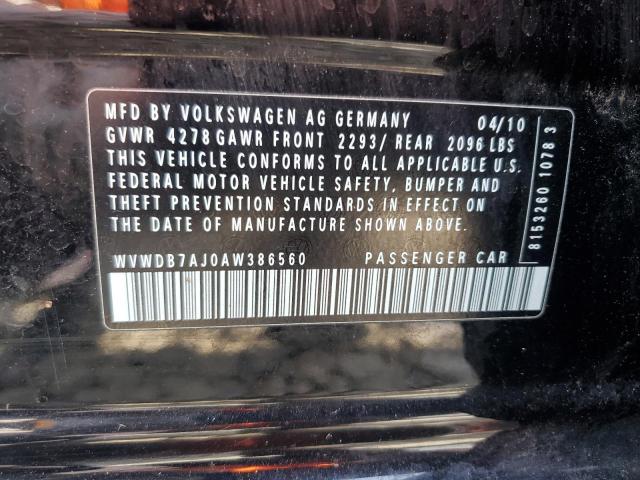 MFD BY VOLKSWAGEN AG GERMANY 04/10
GVWR 4278 GAWR FRONT 2293/ REAR 2096 LBS
THIS VEHICLE CONFORMS TO ALL APPLICABLE U.S.
FEDERAL MOTOR VEHICLE SAFETY, BUMPER AND
THEFT PREVENTION STANDARDS IN EFFECT ON
THE DATE OF MANUFACTURE SHOWN ABOVE.
WVWDB7AJ0AW386560 PASSENGER CAR
8153260 1078 3